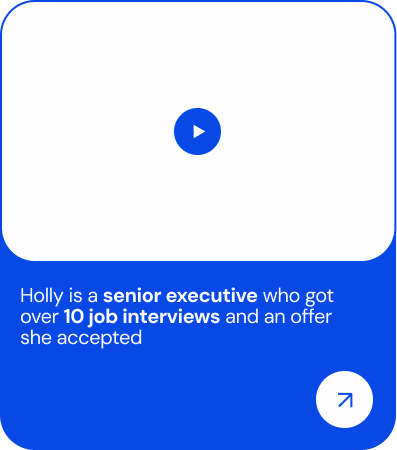 Holly is a senior executive who got
over 10 job interviews and an offer
she accepted